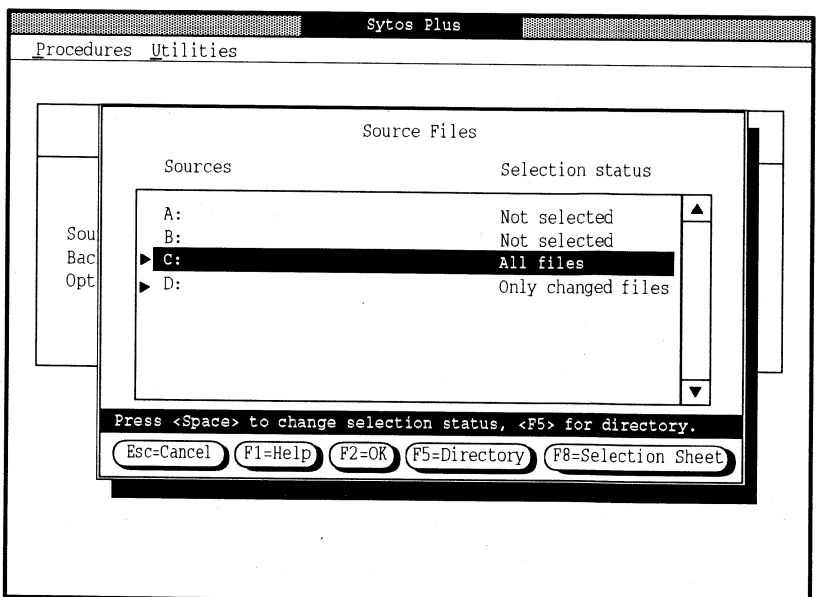 Sytos Plus
Procedures Utilities
Source Files
Sources Selection status
A: Not selected
B: Not selected
C: All files
D: Only changed files
Sou
Bac
Opt
Press <Space> to change selection status, <F5> for directory.
Esc=Cancel F1=Help F2=OK F5=Directory F8=Selection Sheet